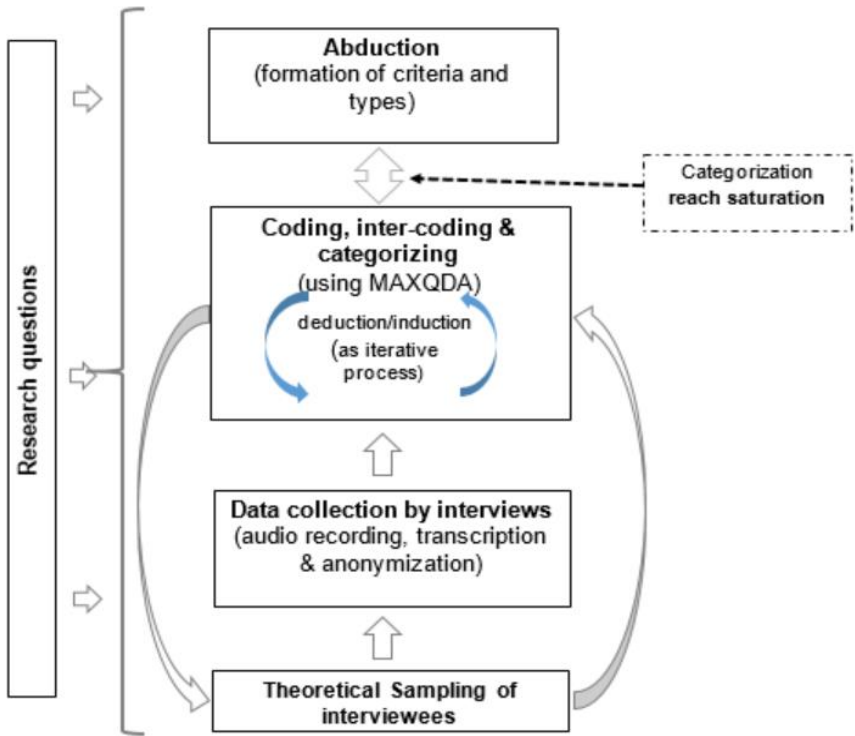 Research questions
Abduction
(formation of criteria and
types)
Categorization
reach saturation
Coding, inter-coding &
categorizing
(using MAXQDA)
deduction/induction
(as iterative
process)
Data collection by interviews
(audio recording, transcription
& anonymization)
Theoretical Sampling of
interviewees